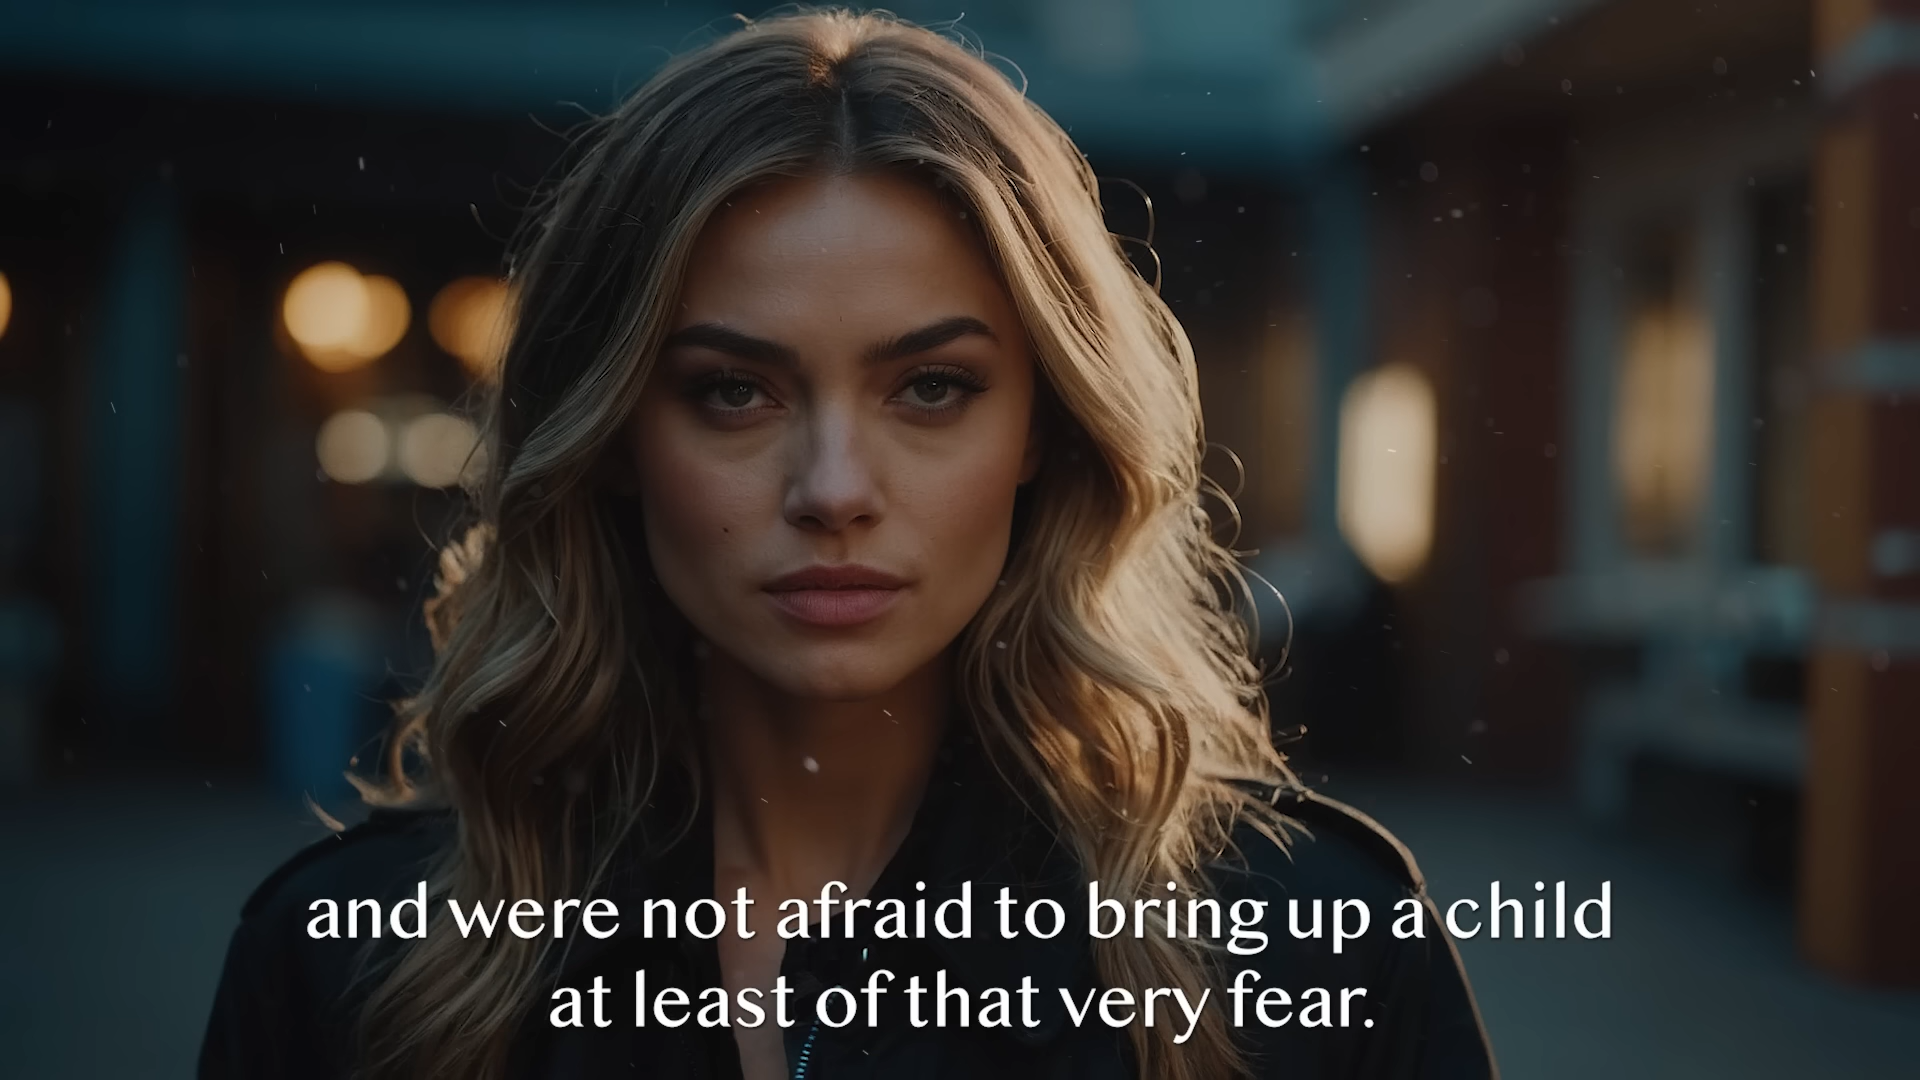 and were not afraid to bring up a child
at least of that very fear.